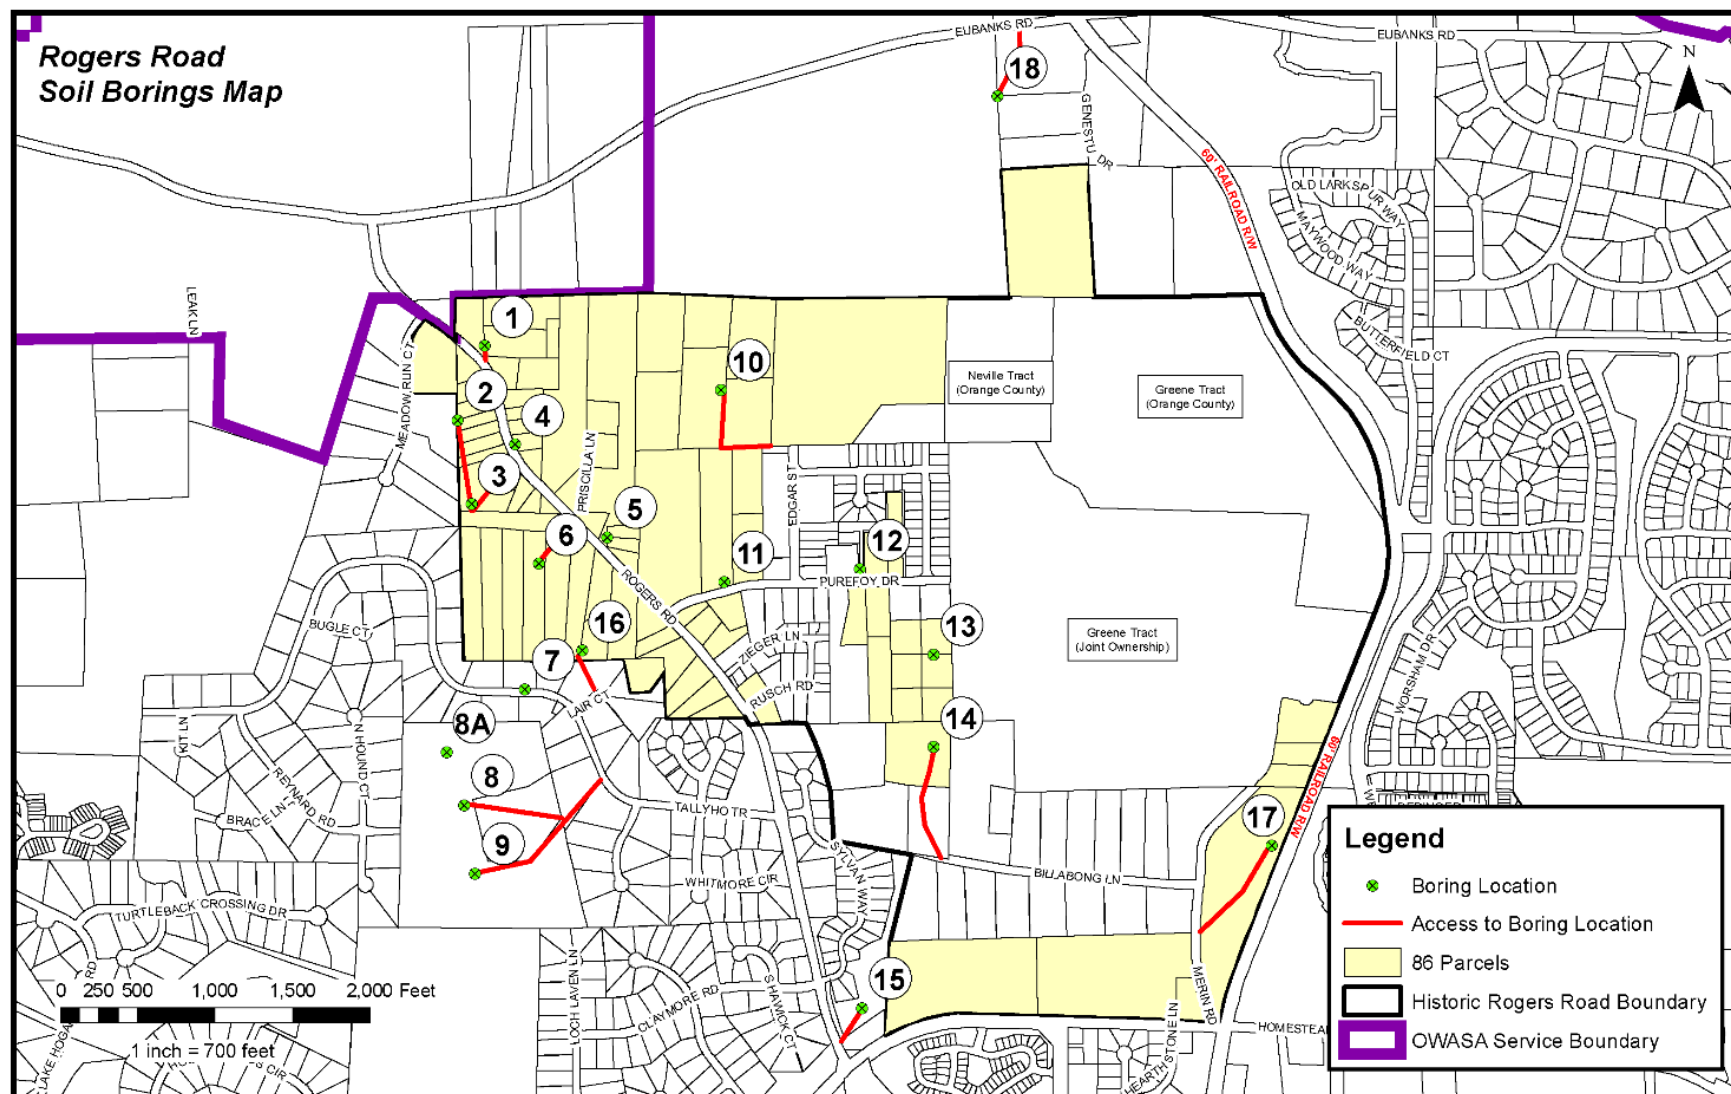 Rogers Road
Soil Borings Map
EUBANKS RD
EUBANKS RD
N
18
GENESTU DR
60' RAILROAD R/W
OLD LARKSPUR WAY
MAYWOOD WAY
BUTTERFIELD CT
LEAK LN
MEADOW RUN CT
1
2
3
4
10
Neville Tract
(Orange County)
Greene Tract
(Orange County)
PRISCILLA LN
EDGAR ST
5
6
11
12
PUREFOY DR
ROGERS RD
BUGLE CT
16
7
ZIEGER LN
RUSCH RD
13
Greene Tract
(Joint Ownership)
WORSHAM DR
LAIR CT
14
8A
8
9
KIT LN
REYNARD RD
BRACE LN
N HOUND CT
TALLYHO TR
SYLVAN WAY
WHITMORE CIR
60' RAILROAD R/W
17
BILLABONG LN
TURTLEBACK CROSSING DR
RD
LOCH LAVEN LN
CLAYMORE RD
SHAWICK CT
15
MERIN RD
HEARTHSTONE LN
HOMESTEA
LAKE HOGA
0 250 500 1,000 1,500 2,000 Feet
1 inch = 700 feet
Legend
Boring Location
Access to Boring Location
86 Parcels
Historic Rogers Road Boundary
OWASA Service Boundary